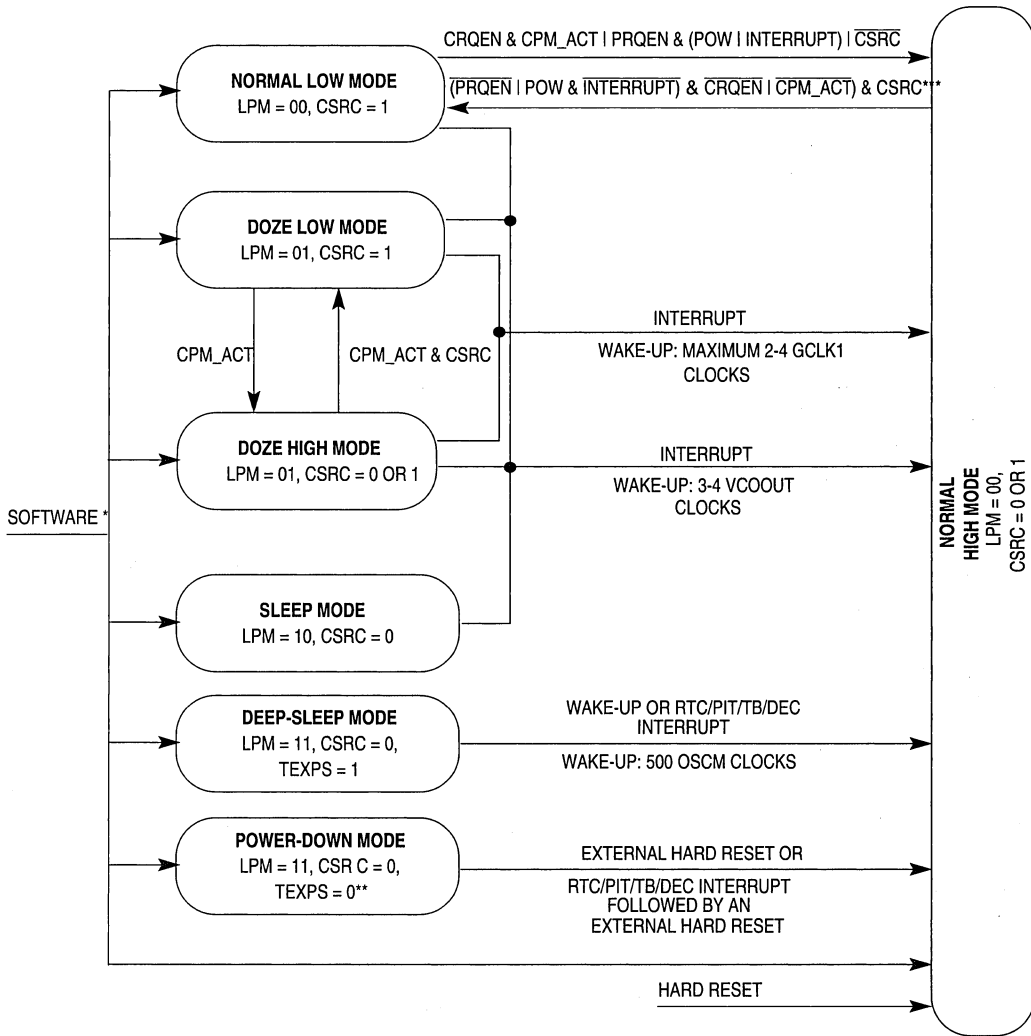 CRQEN & CPM_ACT | PRQEN & (POW | INTERRUPT) | C̅S̅R̅C̅
NORMAL LOW MODE
LPM = 00, CSRC = 1
(P̅R̅Q̅E̅N̅ | POW & I̅N̅T̅E̅R̅R̅U̅P̅T̅) & C̅R̅Q̅E̅N̅ | C̅P̅M̅_̅A̅C̅T̅) & CSRC***
DOZE LOW MODE
LPM = 01, CSRC = 1
CPM_ACT
CPM_ACT & CSRC
INTERRUPT
WAKE-UP: MAXIMUM 2-4 GCLK1
CLOCKS
DOZE HIGH MODE
LPM = 01, CSRC = 0 OR 1
INTERRUPT
WAKE-UP: 3-4 VCOOUT
CLOCKS
SOFTWARE *
SLEEP MODE
LPM = 10, CSRC = 0
DEEP-SLEEP MODE
LPM = 11, CSRC = 0,
TEXPS = 1
WAKE-UP OR RTC/PIT/TB/DEC
INTERRUPT
WAKE-UP: 500 OSCM CLOCKS
POWER-DOWN MODE
LPM = 11, CSR C = 0,
TEXPS = 0**
EXTERNAL HARD RESET OR
RTC/PIT/TB/DEC INTERRUPT
FOLLOWED BY AN
EXTERNAL HARD RESET
HARD RESET
NORMAL
HIGH MODE
LPM = 00,
CSRC = 0 OR 1